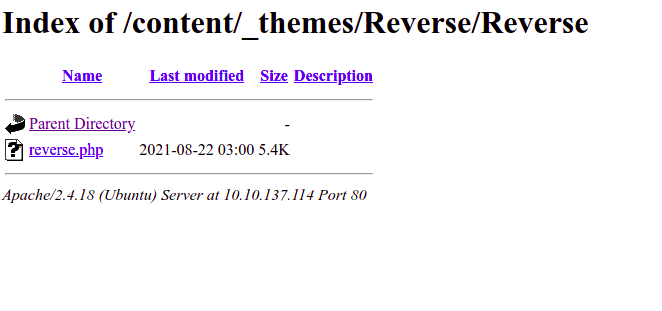 Index of /content/_themes/Reverse/Reverse
Name Last modified Size Description
Parent Directory -
reverse.php 2021-08-22 03:00 5.4K
Apache/2.4.18 (Ubuntu) Server at 10.10.137.114 Port 80